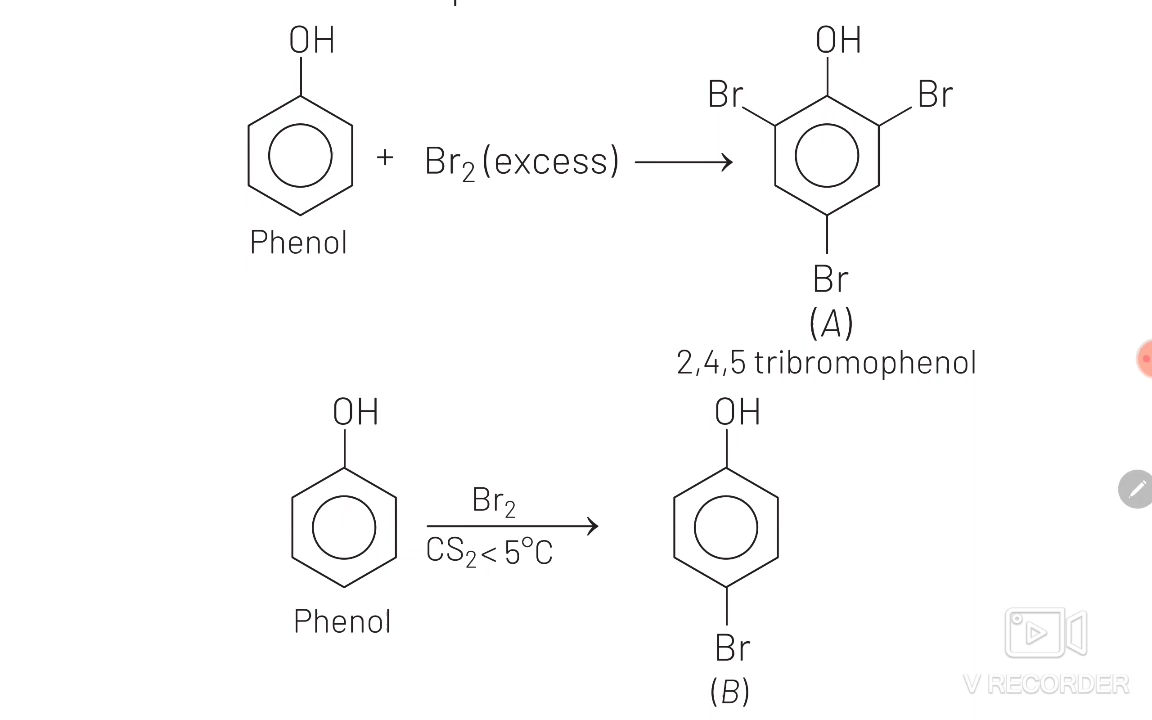 OH
OH
Br
Br
+ Br₂ (excess) ⟶
Phenol
Br
(A)
2,4,5 tribromophenol
OH
OH
Br₂
CS₂ < 5°C
Phenol
Br
(B)
V RECORDER